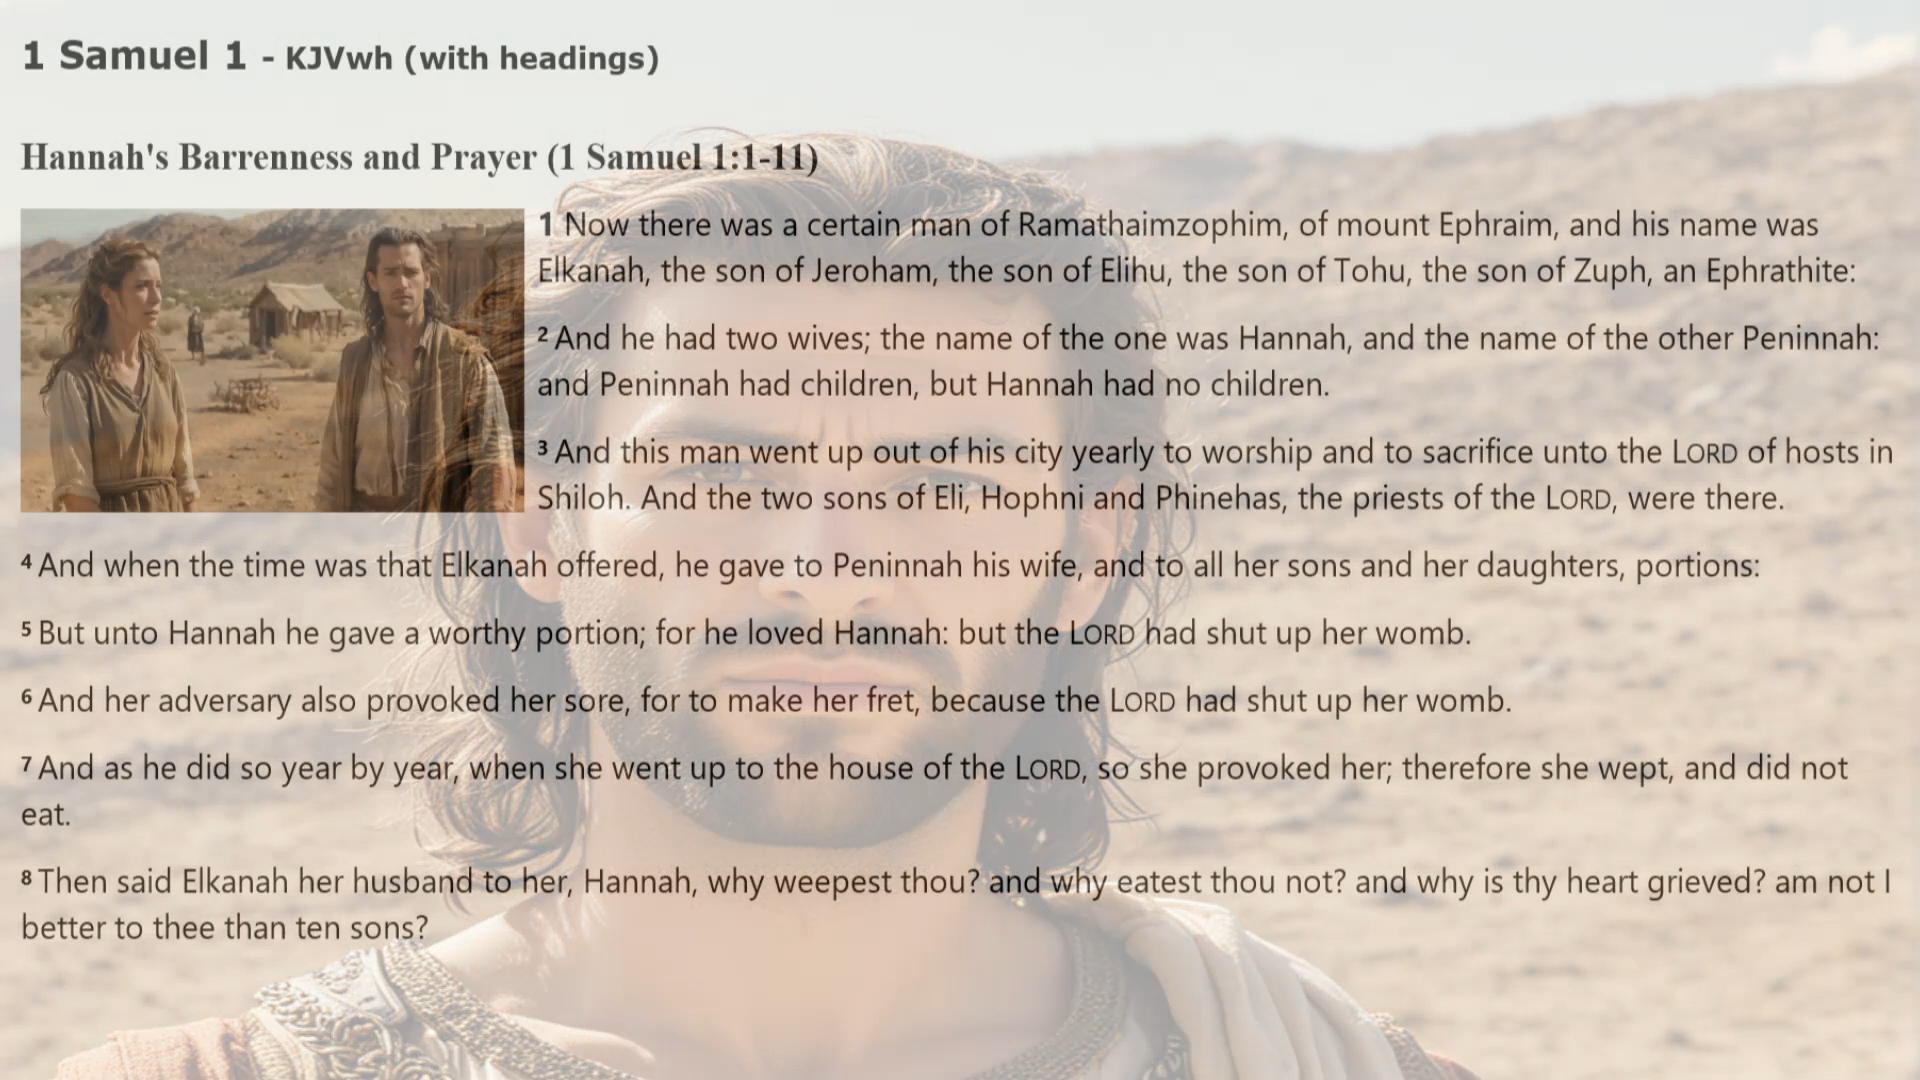 1 Samuel 1 - KJVwh (with headings)
Hannah's Barrenness and Prayer (1 Samuel 1:1-11)
1 Now there was a certain man of Ramathaimzophim, of mount Ephraim, and his name was
Elkanah, the son of Jeroham, the son of Elihu, the son of Tohu, the son of Zuph, an Ephrathite:
2 And he had two wives; the name of the one was Hannah, and the name of the other Peninnah:
and Peninnah had children, but Hannah had no children.
3 And this man went up out of his city yearly to worship and to sacrifice unto the LORD of hosts in
Shiloh. And the two sons of Eli, Hophni and Phinehas, the priests of the LORD, were there.
4 And when the time was that Elkanah offered, he gave to Peninnah his wife, and to all her sons and her daughters, portions:
5 But unto Hannah he gave a worthy portion; for he loved Hannah: but the LORD had shut up her womb.
6 And her adversary also provoked her sore, for to make her fret, because the LORD had shut up her womb.
7 And as he did so year by year, when she went up to the house of the LORD, so she provoked her; therefore she wept, and did not
eat.
8 Then said Elkanah her husband to her, Hannah, why weepest thou? and why eatest thou not? and why is thy heart grieved? am not I
better to thee than ten sons?